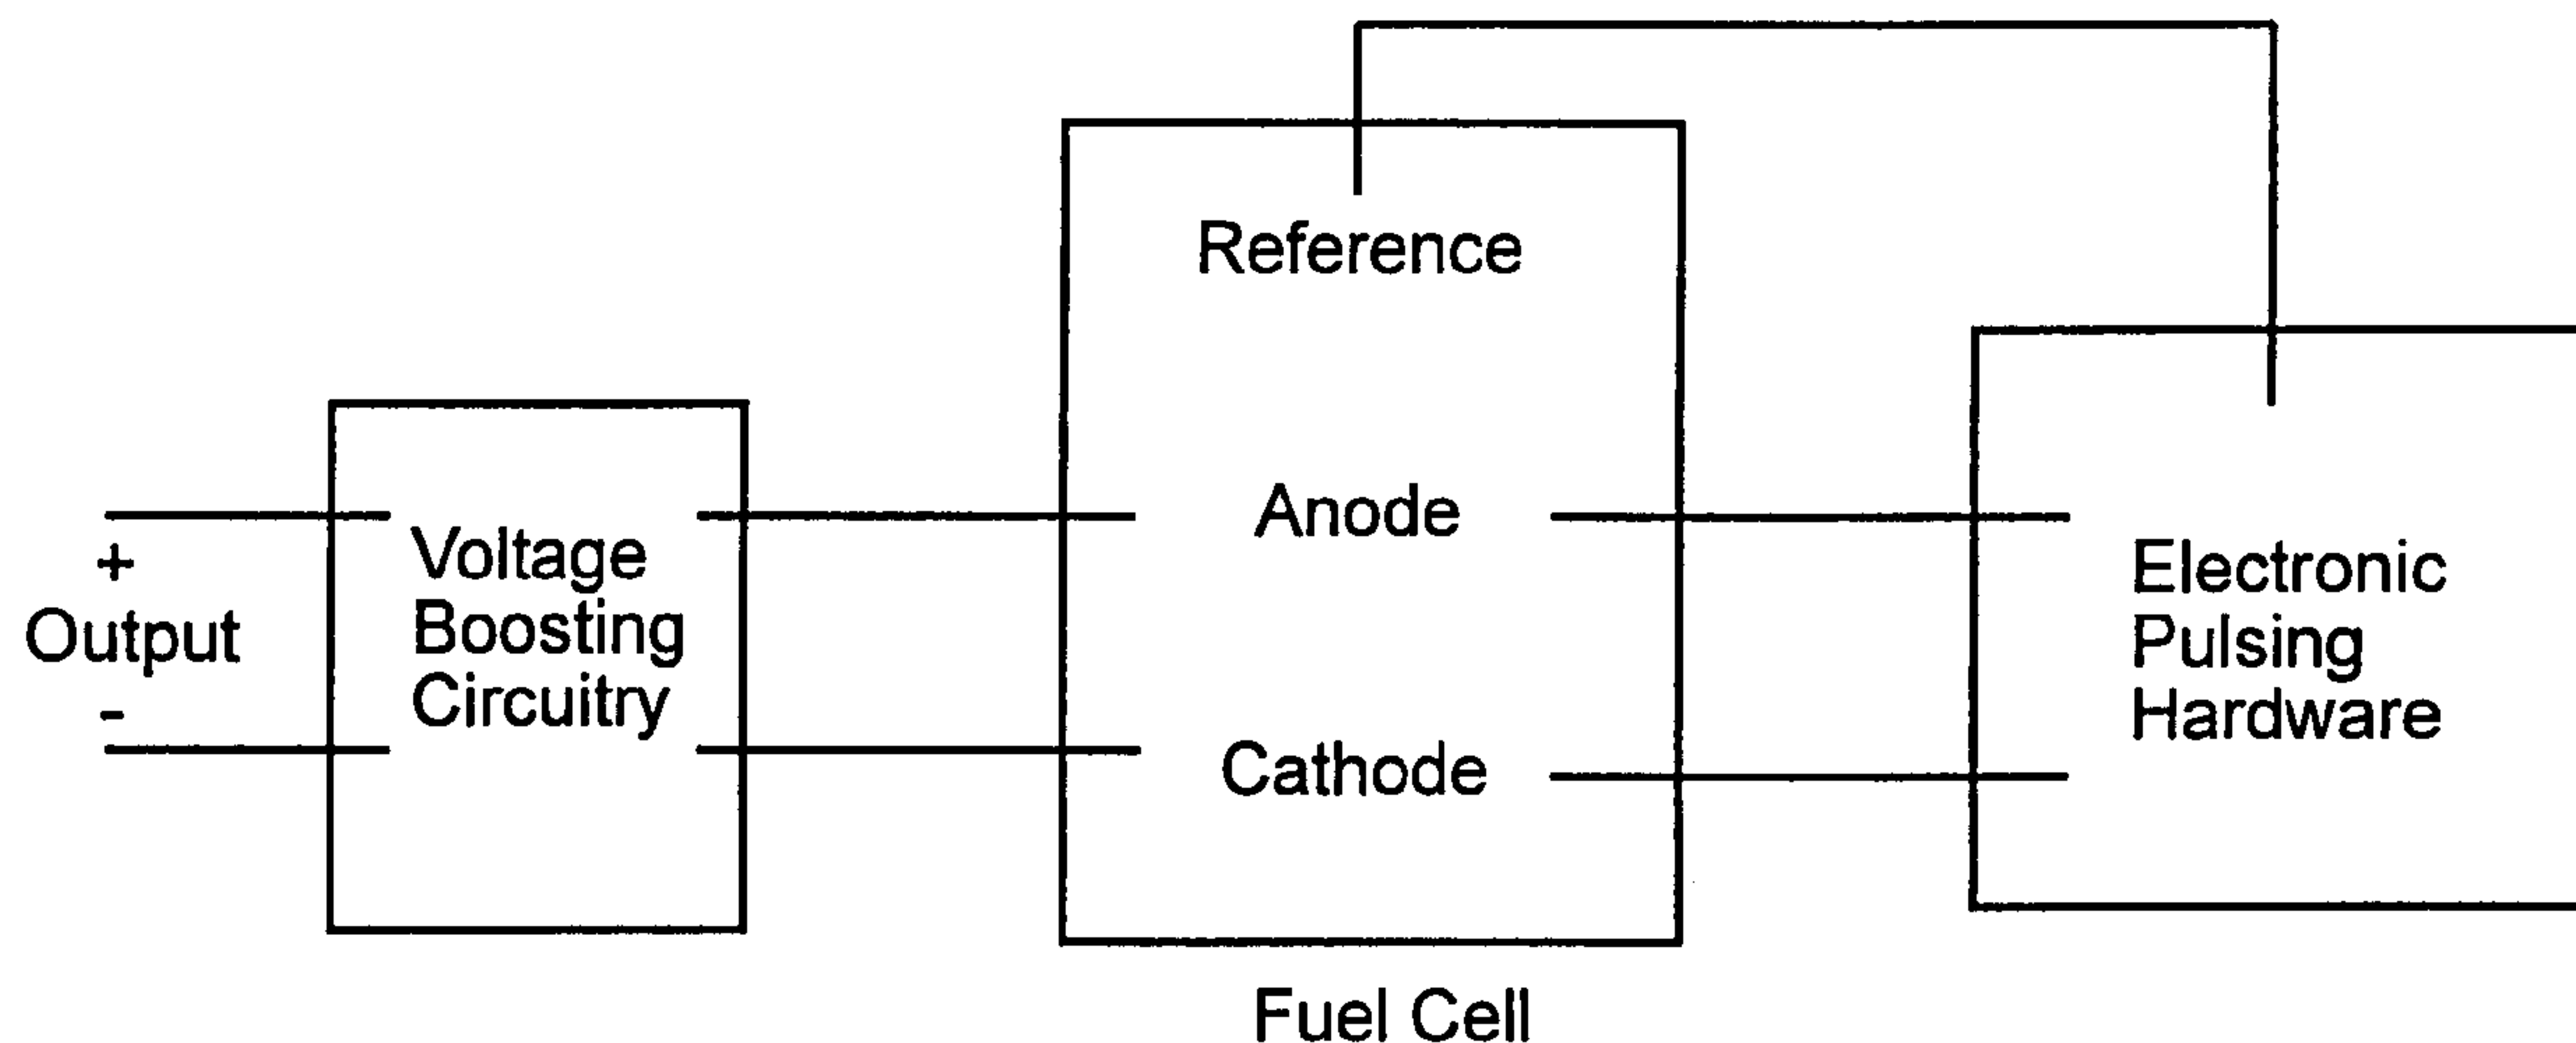 Reference
Anode
Cathode
Fuel Cell
+
Output
-
Voltage
Boosting
Circuitry
Electronic
Pulsing
Hardware